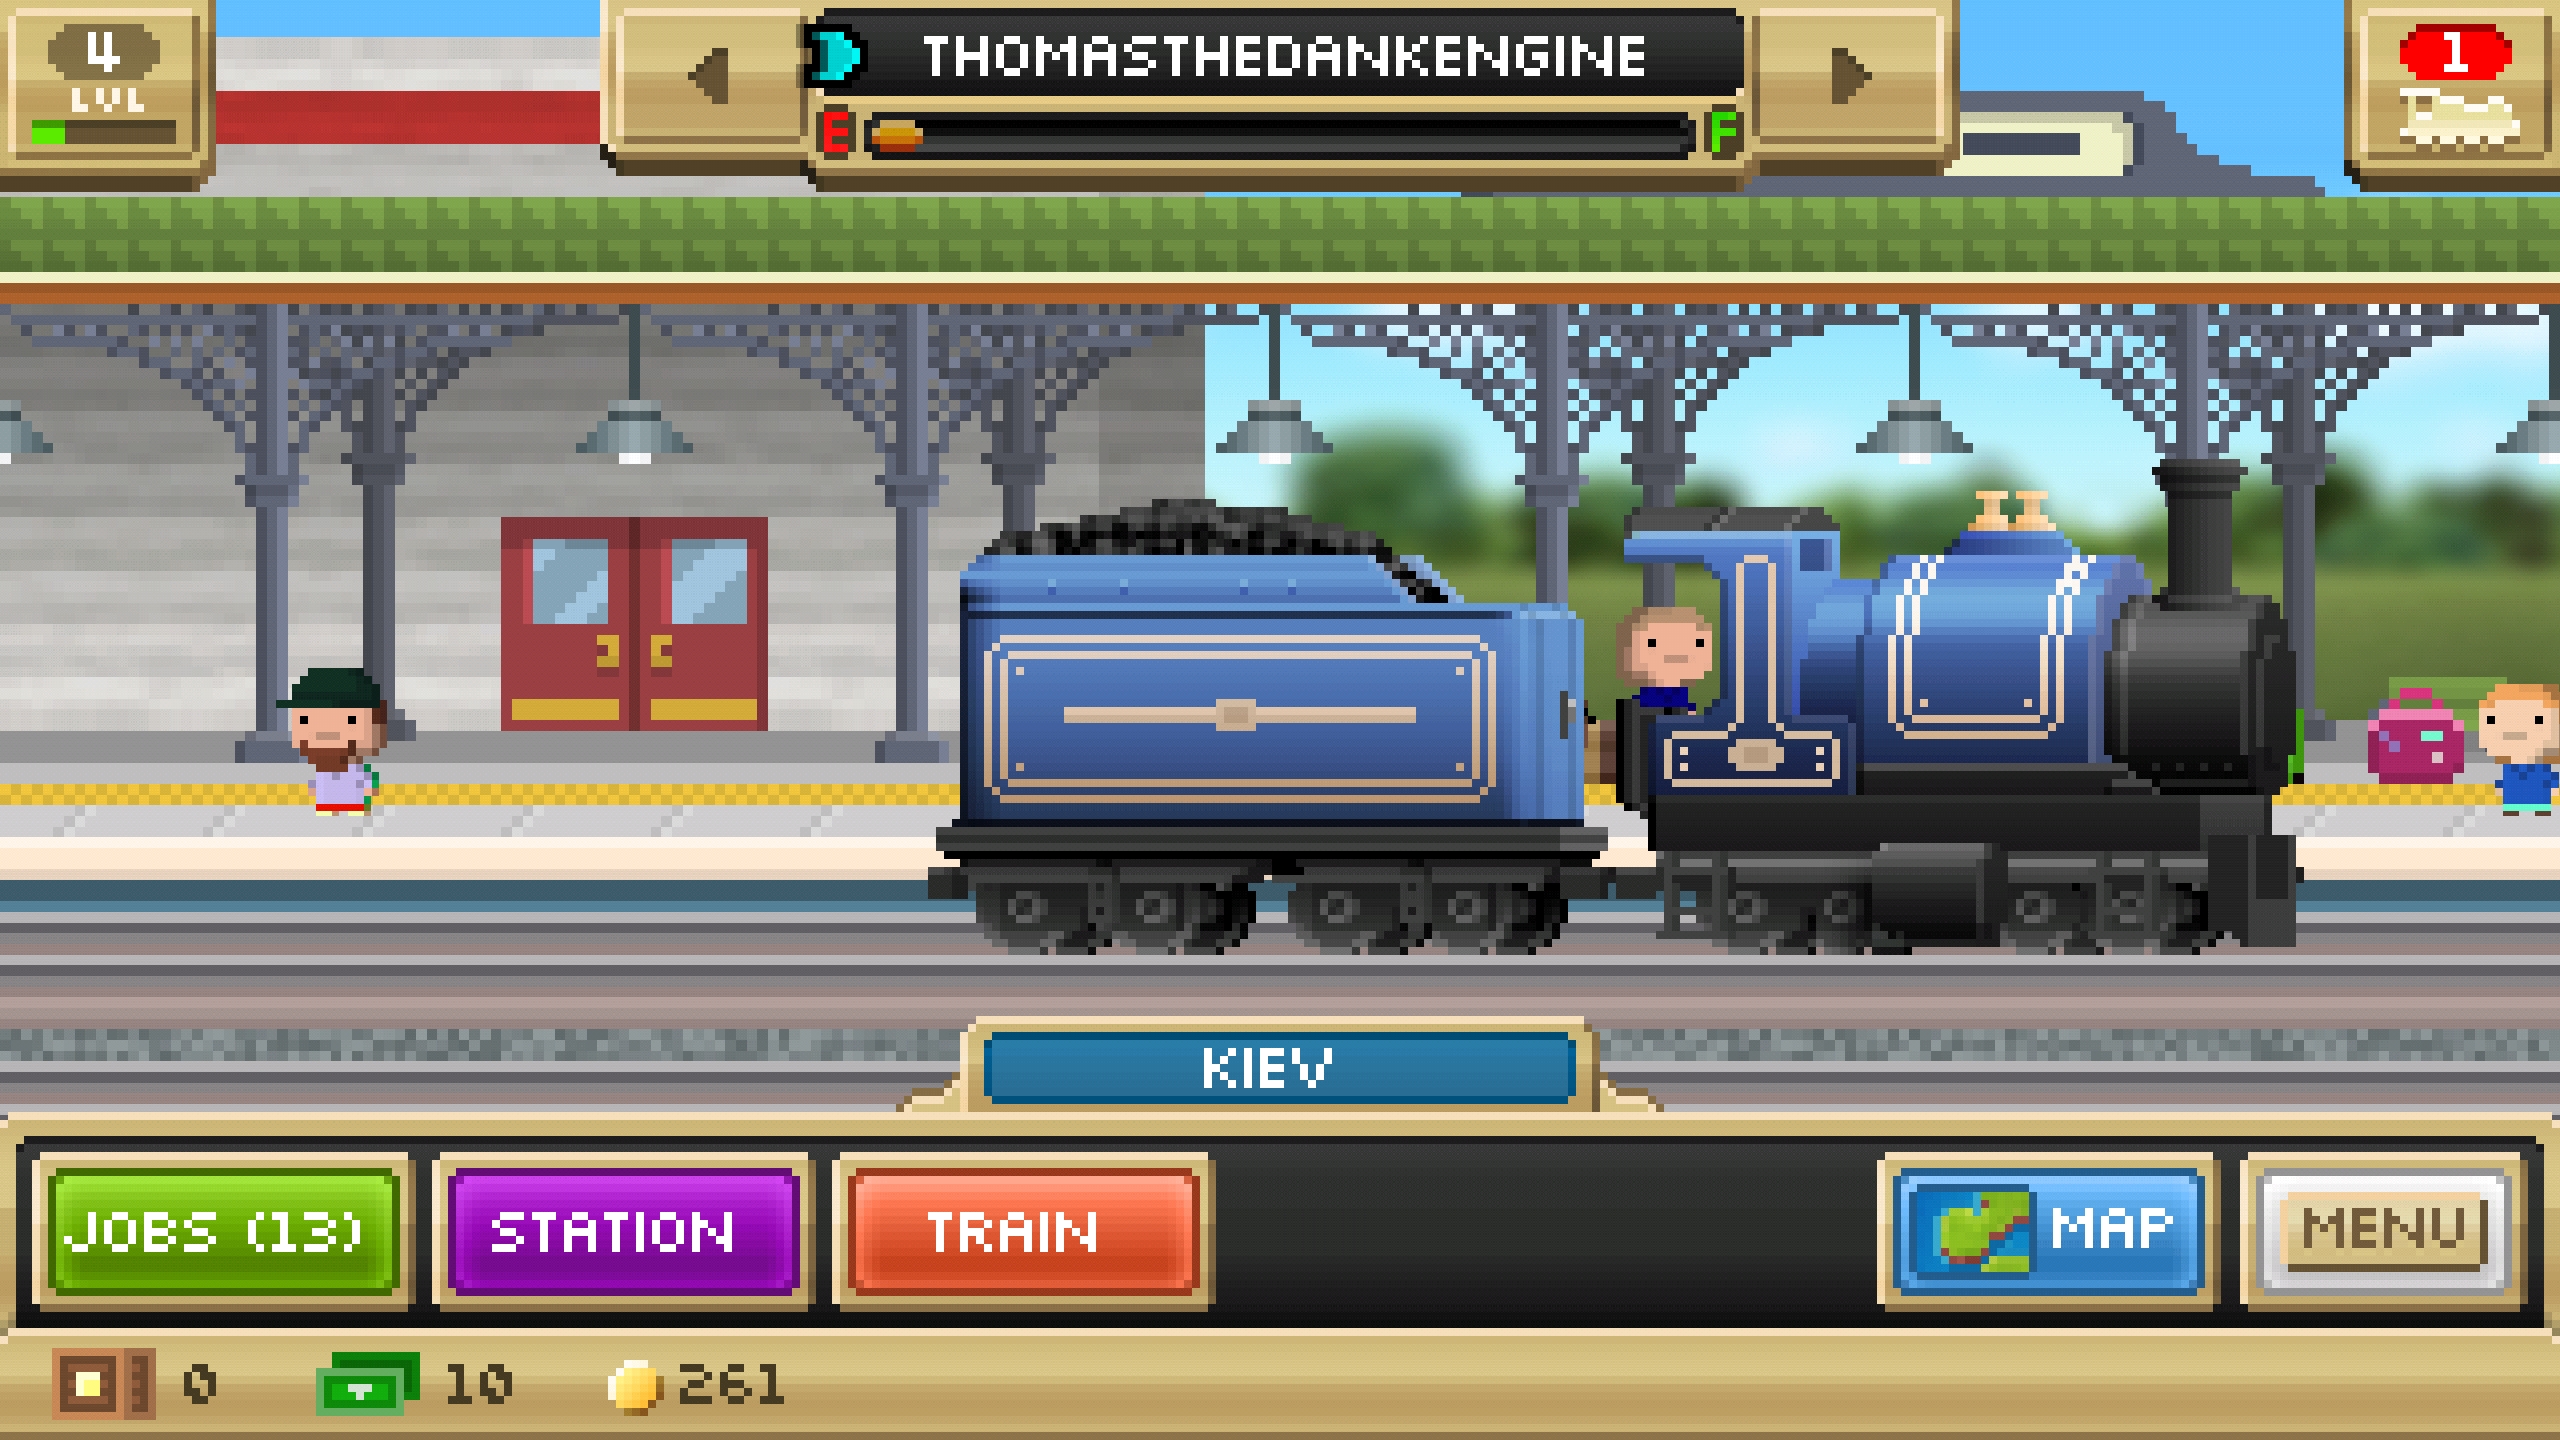 4
LVL
THOMASTHEDANKENGINE
E F
1
KIEV
JOBS (13)
STATION
TRAIN
MAP
MENU
0
10
261